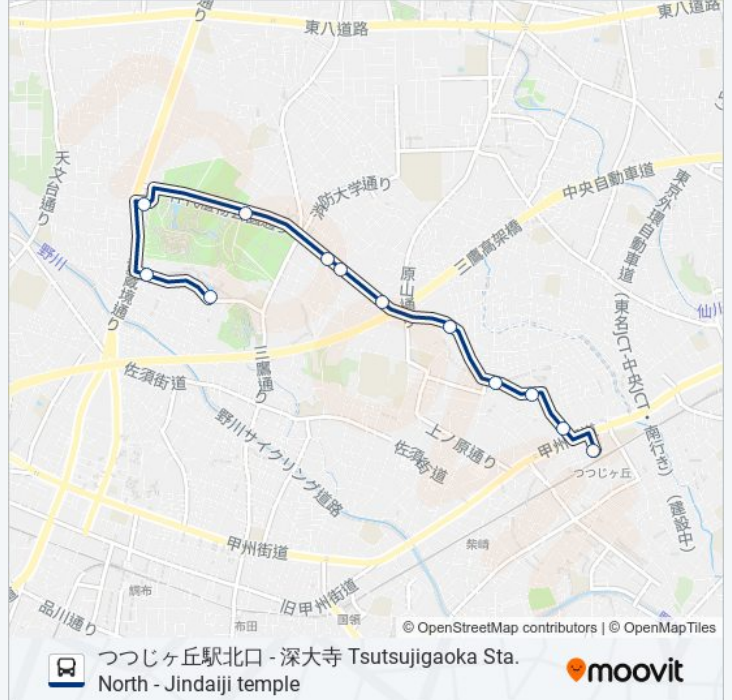 通り
東八道路
東八道路
天文台通り
消防大学通り
中央自動車道
東京外環自動車道
(東名JCT-中央JCT・南行き)
(建設中)
三鷹高架橋
野川
原山通り
仙川
三鷹通り
佐須街道
野川サイクリング道路
佐須街道
上ノ原通り
つつじヶ丘
甲州街道
柴崎
調布
旧甲州街道
品川通り
布田
国領
© OpenStreetMap contributors | © OpenMapTiles
つつじヶ丘駅北口 - 深大寺 Tsutsujigaoka Sta.
North - Jindaiji temple
moovit